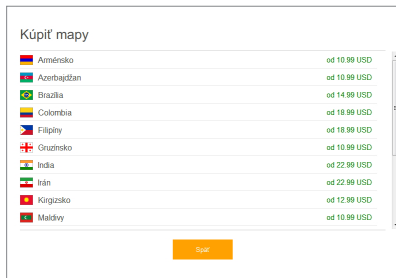 Kúpiť mapy
Arménsko od 10.99 USD
Azerbajdžan od 10.99 USD
Brazília od 14.99 USD
Colombia od 18.99 USD
Filipíny od 18.99 USD
Gruzínsko od 10.99 USD
India od 22.99 USD
Irán od 22.99 USD
Kirgizsko od 12.99 USD
Maldivy od 10.99 USD
Späť